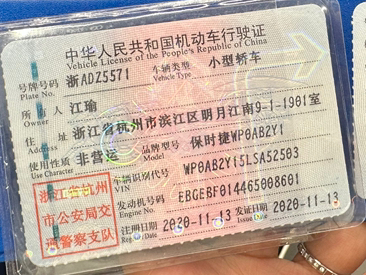 中华人民共和国机动车行驶证
Vehicle License of the People's Republic of China
号牌号码 浙ADZ5571 车辆类型 小型轿车
Plate No. Vehicle Type
所有人 江瑜
Owner
住址 浙江省杭州市滨江区明月江南9-1-1901室
Address
使用性质 非营运 品牌型号 保时捷WP0AB2Y1
Use Character Model
车辆识别代号 WP0AB2Y15LSA52503
VIN
发动机号码 EBGEBF014465008601
Engine No.
注册日期 2020-11-13 发证日期 2020-11-13
Register Date Issue Date
浙江省杭州
市公安局交
通警察支队